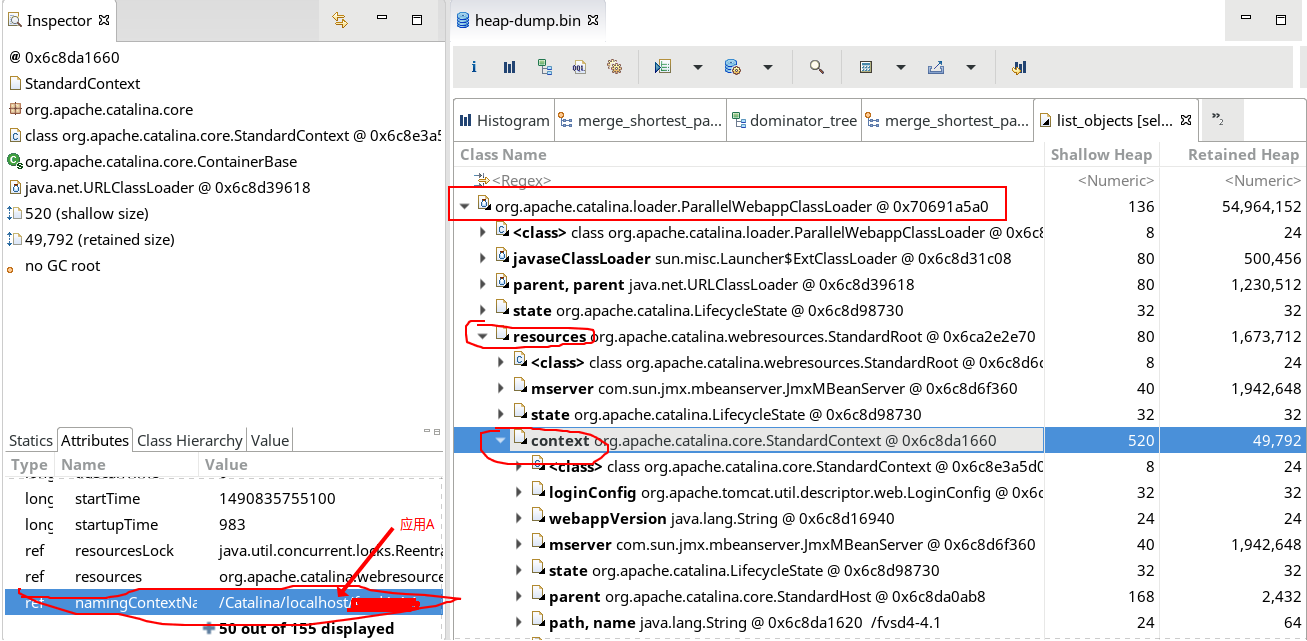 Inspector
@ 0x6c8da1660
StandardContext
org.apache.catalina.core
class org.apache.catalina.core.StandardContext @ 0x6c8e3a5
org.apache.catalina.core.ContainerBase
java.net.URLClassLoader @ 0x6c8d39618
520 (shallow size)
49,792 (retained size)
no GC root
Statics Attributes Class Hierarchy Value
Type Name Value
long startTime 1490835755100
long startupTime 983
应用A
ref resourcesLock java.util.concurrent.locks.Reentra
ref resources org.apache.catalina.webresource
ref namingContextNa /Catalina/localhost/
50 out of 155 displayed
heap-dump.bin
i
Histogram merge_shortest_pa... dominator_tree merge_shortest_pa... list_objects [sel... »2
Class Name Shallow Heap Retained Heap
<Regex> <Numeric> <Numeric>
org.apache.catalina.loader.ParallelWebappClassLoader @ 0x70691a5a0 136 54,964,152
<class> class org.apache.catalina.loader.ParallelWebappClassLoader @ 0x6c8 8 24
javaseClassLoader sun.misc.Launcher$ExtClassLoader @ 0x6c8d31c08 80 500,456
parent, parent java.net.URLClassLoader @ 0x6c8d39618 80 1,230,512
state org.apache.catalina.LifecycleState @ 0x6c8d98730 32 32
resources org.apache.catalina.webresources.StandardRoot @ 0x6ca2e2e70 80 1,673,712
<class> class org.apache.catalina.webresources.StandardRoot @ 0x6c8d6c 8 24
mserver com.sun.jmx.mbeanserver.JmxMBeanServer @ 0x6c8d6f360 40 1,942,648
state org.apache.catalina.LifecycleState @ 0x6c8d98730 32 32
context org.apache.catalina.core.StandardContext @ 0x6c8da1660 520 49,792
<class> class org.apache.catalina.core.StandardContext @ 0x6c8e3a5d0 8 24
loginConfig org.apache.tomcat.util.descriptor.web.LoginConfig @ 0x6c8d 32 32
webappVersion java.lang.String @ 0x6c8d16940 24 24
mserver com.sun.jmx.mbeanserver.JmxMBeanServer @ 0x6c8d6f360 40 1,942,648
state org.apache.catalina.LifecycleState @ 0x6c8d98730 32 32
parent org.apache.catalina.core.StandardHost @ 0x6c8da0ab8 168 2,432
path, name java.lang.String @ 0x6c8da1620 /fvsd4-4.1 24 64